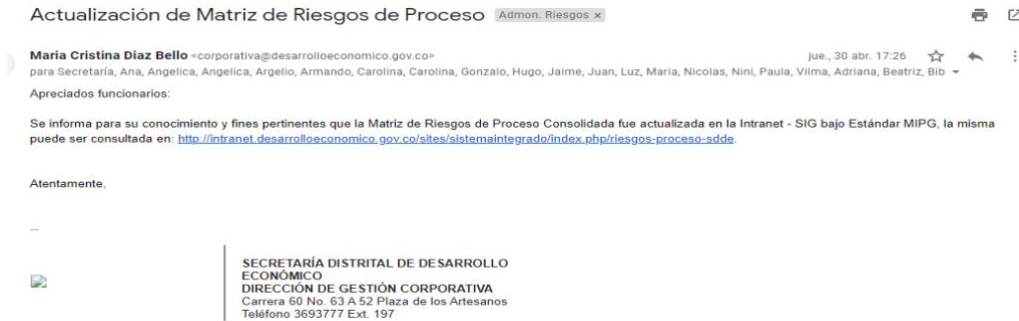 Actualización de Matriz de Riesgos de Proceso Admon. Riesgos x
Maria Cristina Diaz Bello <corporativa@desarrolloeconomico.gov.co> jue., 30 abr. 17:26
para Secretaría, Ana, Angelica, Angelica, Argelio, Armando, Carolina, Carolina, Gonzalo, Hugo, Jaime, Juan, Luz, Maria, Nicolas, Nini, Paula, Vilma, Adriana, Beatriz, Bib
Apreciados funcionarios:
Se informa para su conocimiento y fines pertinentes que la Matriz de Riesgos de Proceso Consolidada fue actualizada en la Intranet - SIG bajo Estándar MIPG, la misma
puede ser consultada en: http://intranet.desarrolloeconomico.gov.co/sites/sistemaintegrado/index.php/riesgos-proceso-sdde.
Atentamente,
--
SECRETARÍA DISTRITAL DE DESARROLLO
ECONÓMICO
DIRECCIÓN DE GESTIÓN CORPORATIVA
Carrera 60 No. 63 A 52 Plaza de los Artesanos
Teléfono 3693777 Ext. 197